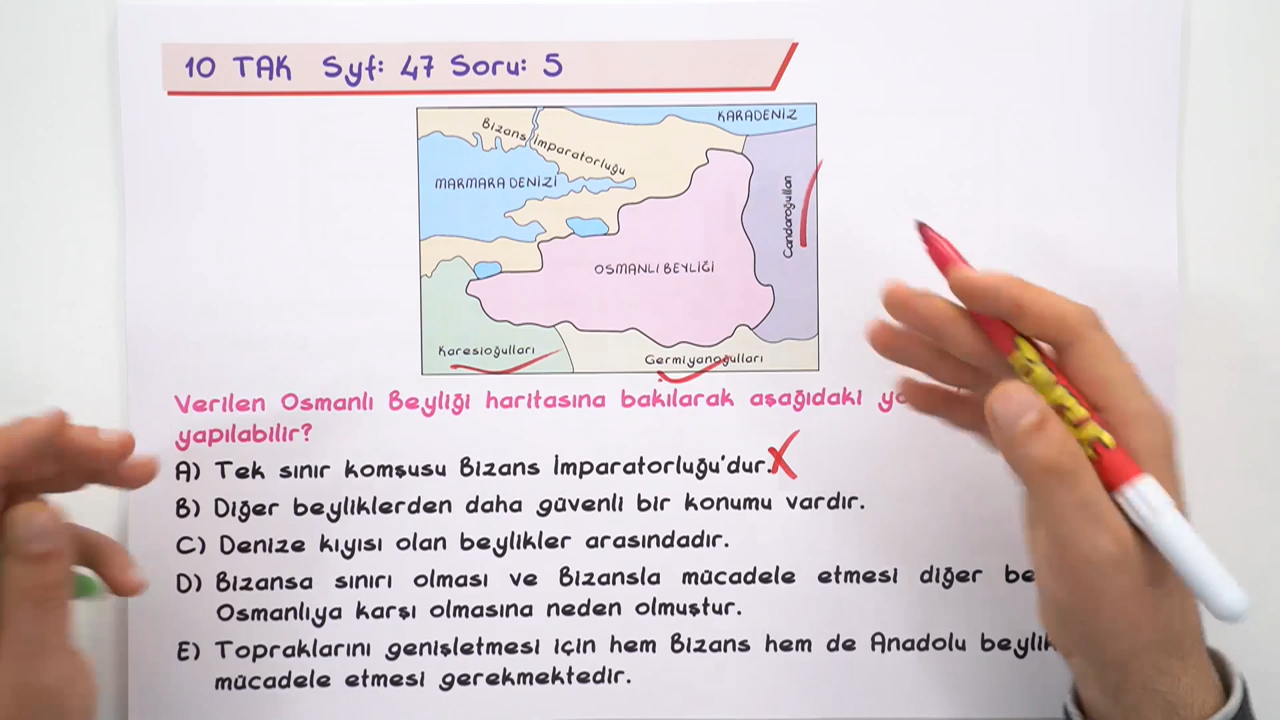 10 TAK Syf: 47 Soru: 5
KARADENİZ
Bizans İmparatorluğu
MARMARA DENİZİ
Candaroğulları
OSMANLI BEYLİĞİ
Karesioğulları
Germiyanoğulları
Verilen Osmanlı Beyliği haritasına bakılarak aşağıdaki
yapılabilir?
A) Tek sınır komşusu Bizans İmparatorluğu'dur.
B) Diğer beyliklerden daha güvenli bir konumu vardır.
C) Denize kıyısı olan beylikler arasındadır.
D) Bizansa sınırı olması ve Bizansla mücadele etmesi diğer
Osmanlıya karşı olmasına neden olmuştur.
E) Topraklarını genişletmesi için hem Bizans hem de Anadolu
mücadele etmesi gerekmektedir.